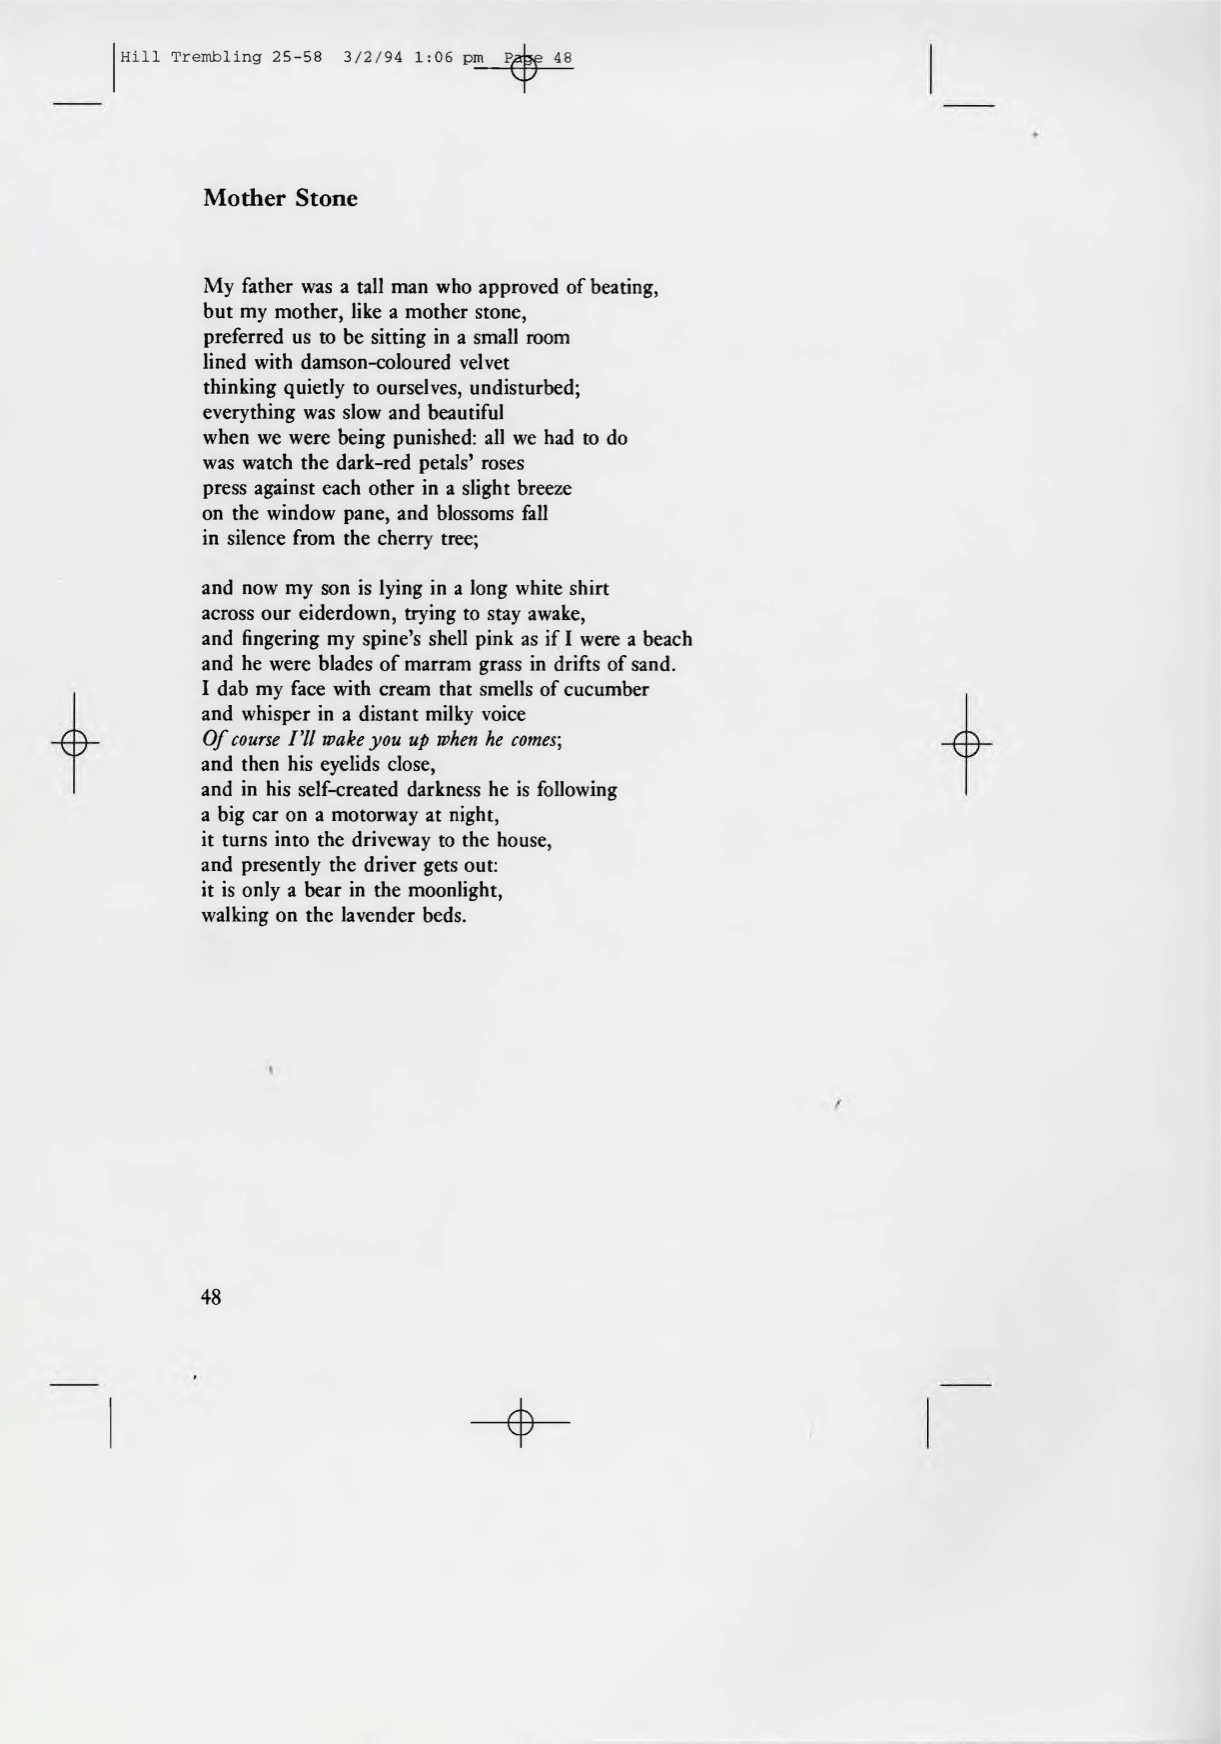 Hill Trembling 25-58 3/2/94 1:06 pm Page 48
Mother Stone
My father was a tall man who approved of beating,
but my mother, like a mother stone,
preferred us to be sitting in a small room
lined with damson-coloured velvet
thinking quietly to ourselves, undisturbed;
everything was slow and beautiful
when we were being punished: all we had to do
was watch the dark-red petals’ roses
press against each other in a slight breeze
on the window pane, and blossoms fall
in silence from the cherry tree;

and now my son is lying in a long white shirt
across our eiderdown, trying to stay awake,
and fingering my spine’s shell pink as if I were a beach
and he were blades of marram grass in drifts of sand.
I dab my face with cream that smells of cucumber
and whisper in a distant milky voice
Of course I’ll wake you up when he comes;
and then his eyelids close,
and in his self-created darkness he is following
a big car on a motorway at night,
it turns into the driveway to the house,
and presently the driver gets out:
it is only a bear in the moonlight,
walking on the lavender beds.
48